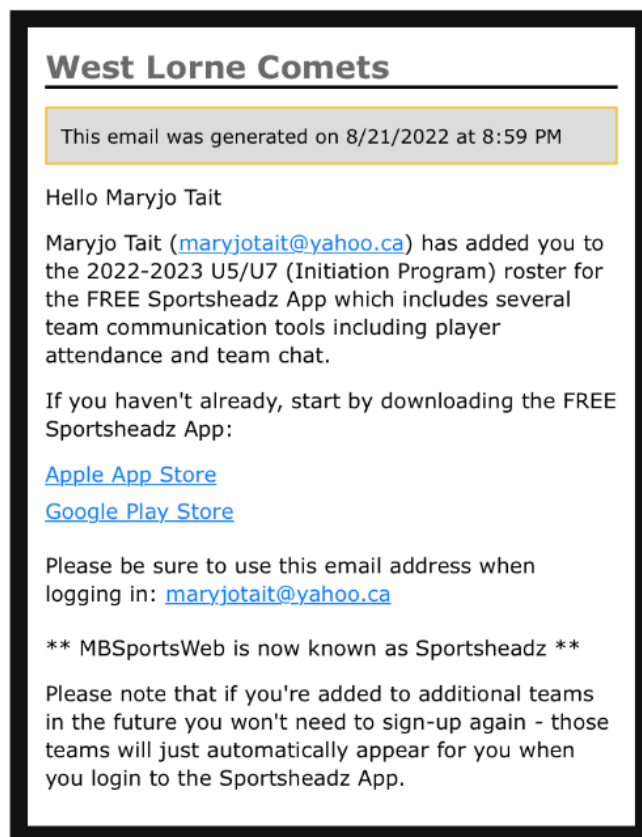 West Lorne Comets
This email was generated on 8/21/2022 at 8:59 PM
Hello Maryjo Tait
Maryjo Tait (maryjotait@yahoo.ca) has added you to
the 2022-2023 U5/U7 (Initiation Program) roster for
the FREE Sportsheadz App which includes several
team communication tools including player
attendance and team chat.
If you haven't already, start by downloading the FREE
Sportsheadz App:
Apple App Store
Google Play Store
Please be sure to use this email address when
logging in: maryjotait@yahoo.ca
** MBSportsWeb is now known as Sportsheadz **
Please note that if you're added to additional teams
in the future you won't need to sign-up again - those
teams will just automatically appear for you when
you login to the Sportsheadz App.